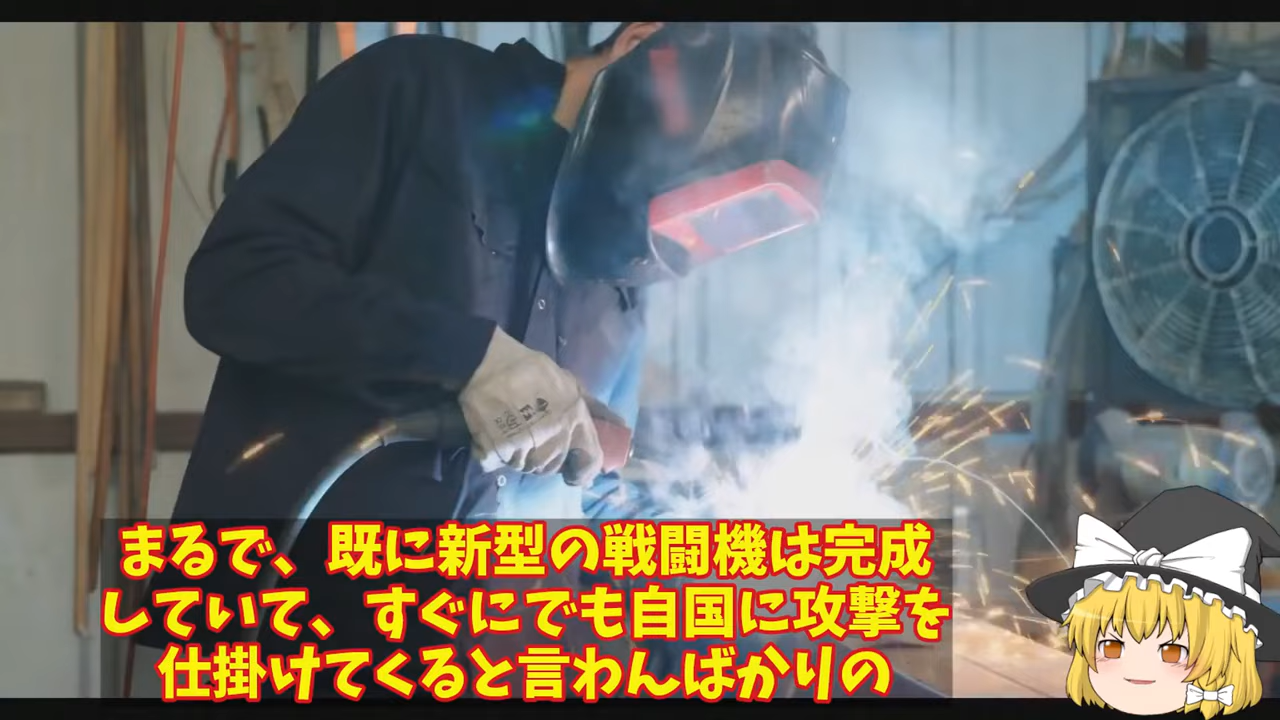 まるで、既に新型の戦闘機は完成
していて、すぐにでも自国に攻撃を
仕掛けてくると言わんばかりの